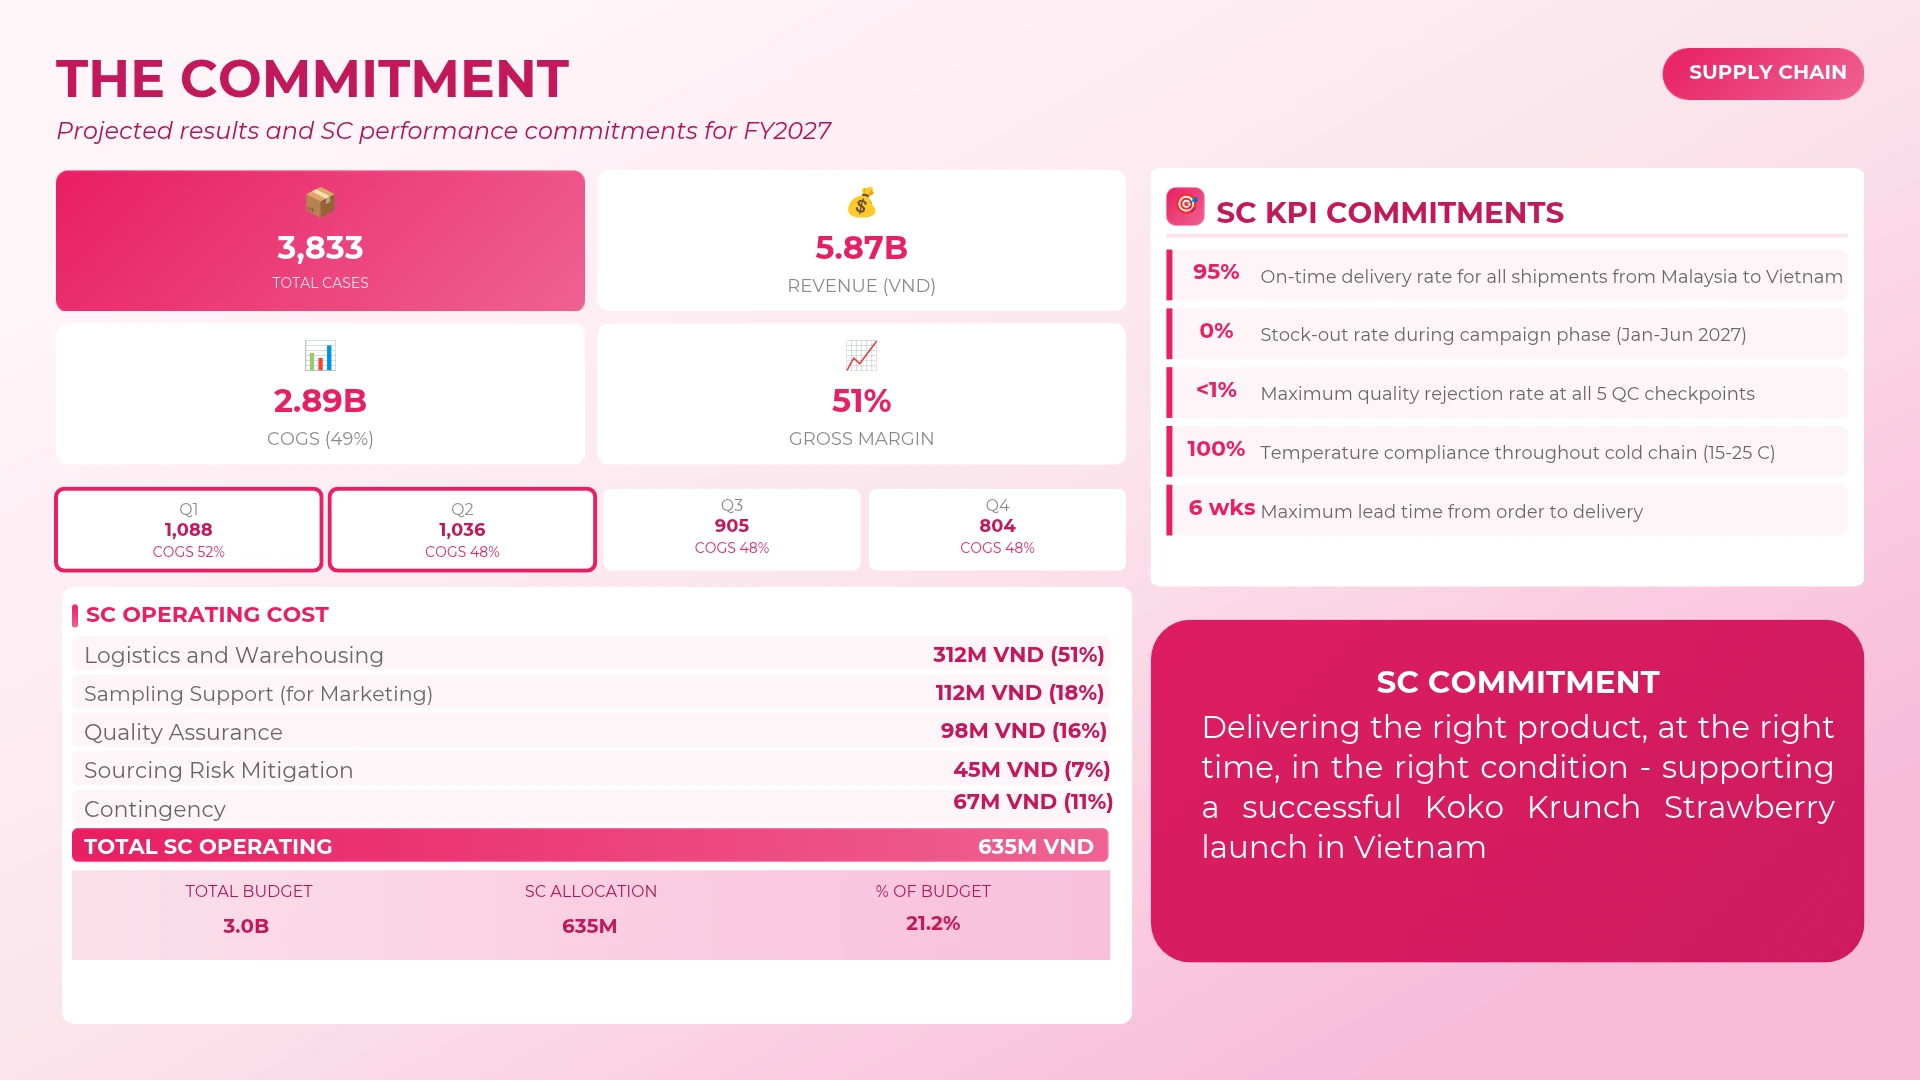 THE COMMITMENT
SUPPLY CHAIN
Projected results and SC performance commitments for FY2027
3,833
TOTAL CASES
5.87B
REVENUE (VND)
2.89B
COGS (49%)
51%
GROSS MARGIN
Q1
1,088
COGS 52%
Q2
1,036
COGS 48%
Q3
905
COGS 48%
Q4
804
COGS 48%
SC OPERATING COST
Logistics and Warehousing 312M VND (51%)
Sampling Support (for Marketing) 112M VND (18%)
Quality Assurance 98M VND (16%)
Sourcing Risk Mitigation 45M VND (7%)
Contingency 67M VND (11%)
TOTAL SC OPERATING 635M VND
TOTAL BUDGET
3.0B
SC ALLOCATION
635M
% OF BUDGET
21.2%
SC KPI COMMITMENTS
95% On-time delivery rate for all shipments from Malaysia to Vietnam
0% Stock-out rate during campaign phase (Jan-Jun 2027)
<1% Maximum quality rejection rate at all 5 QC checkpoints
100% Temperature compliance throughout cold chain (15-25 C)
6 wks Maximum lead time from order to delivery
SC COMMITMENT
Delivering the right product, at the right
time, in the right condition - supporting
a successful Koko Krunch Strawberry
launch in Vietnam